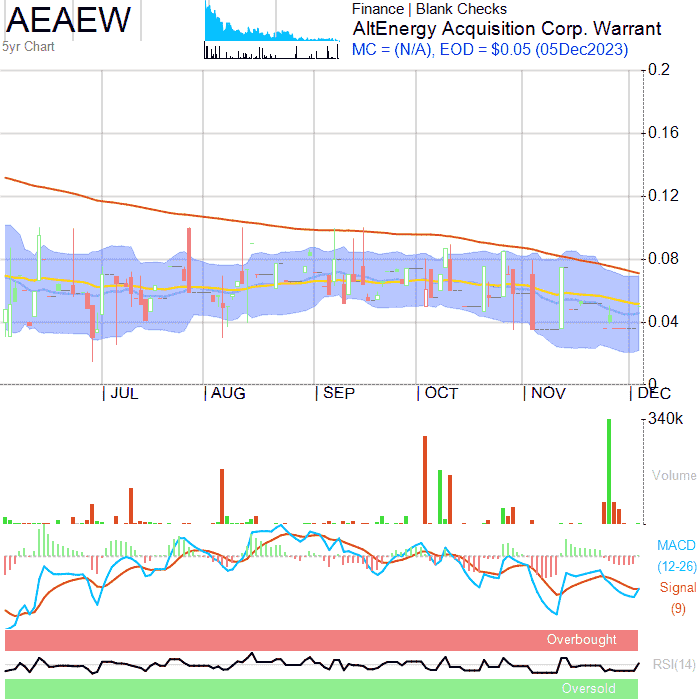 AEAEW
5yr Chart
Finance | Blank Checks
AltEnergy Acquisition Corp. Warrant
MC = (N/A), EOD = $0.05 (05Dec2023)
0.2
0.16
0.12
0.08
0.04
0
JUL AUG SEP OCT NOV DEC
340k
Volume
MACD
(12-26)
Signal
(9)
Overbought
RSI(14)
Oversold